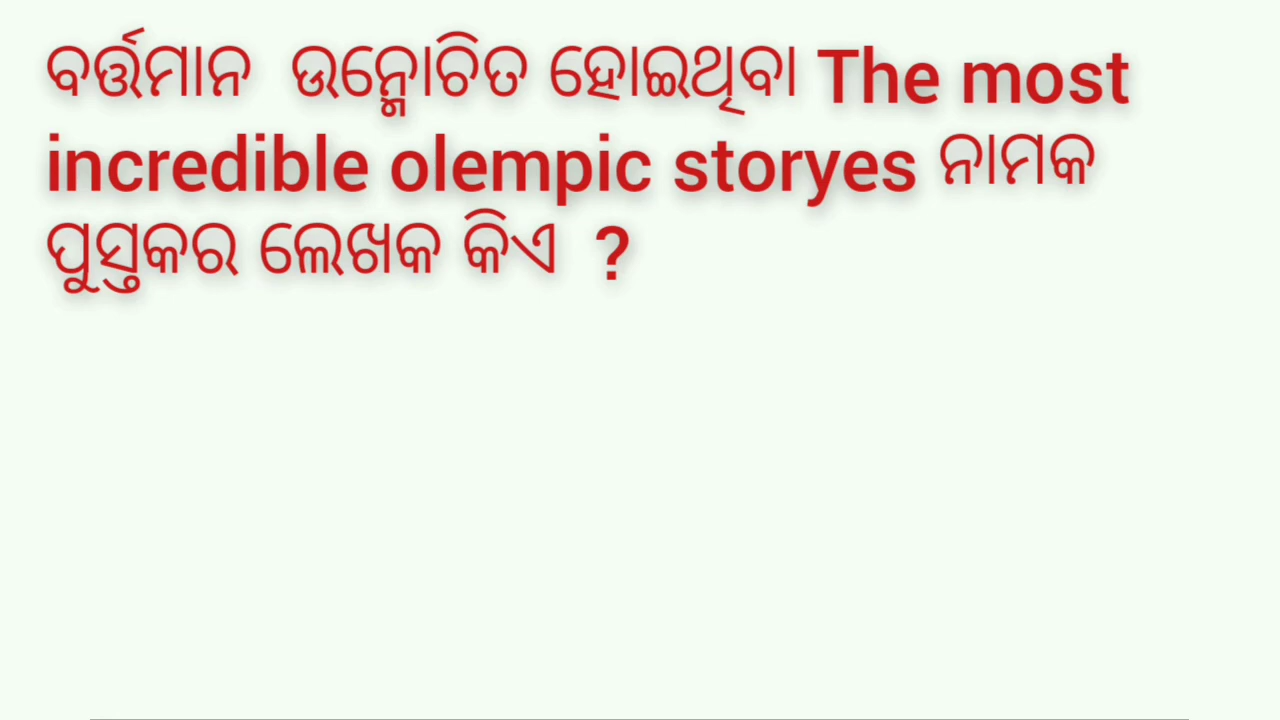 ବର୍ତ୍ତମାନ ଉନ୍ମୋଚିତ ହୋଇଥିବା The most
incredible olempic storyes ନାମକ
ପୁସ୍ତକର ଲେଖକ କିଏ ?